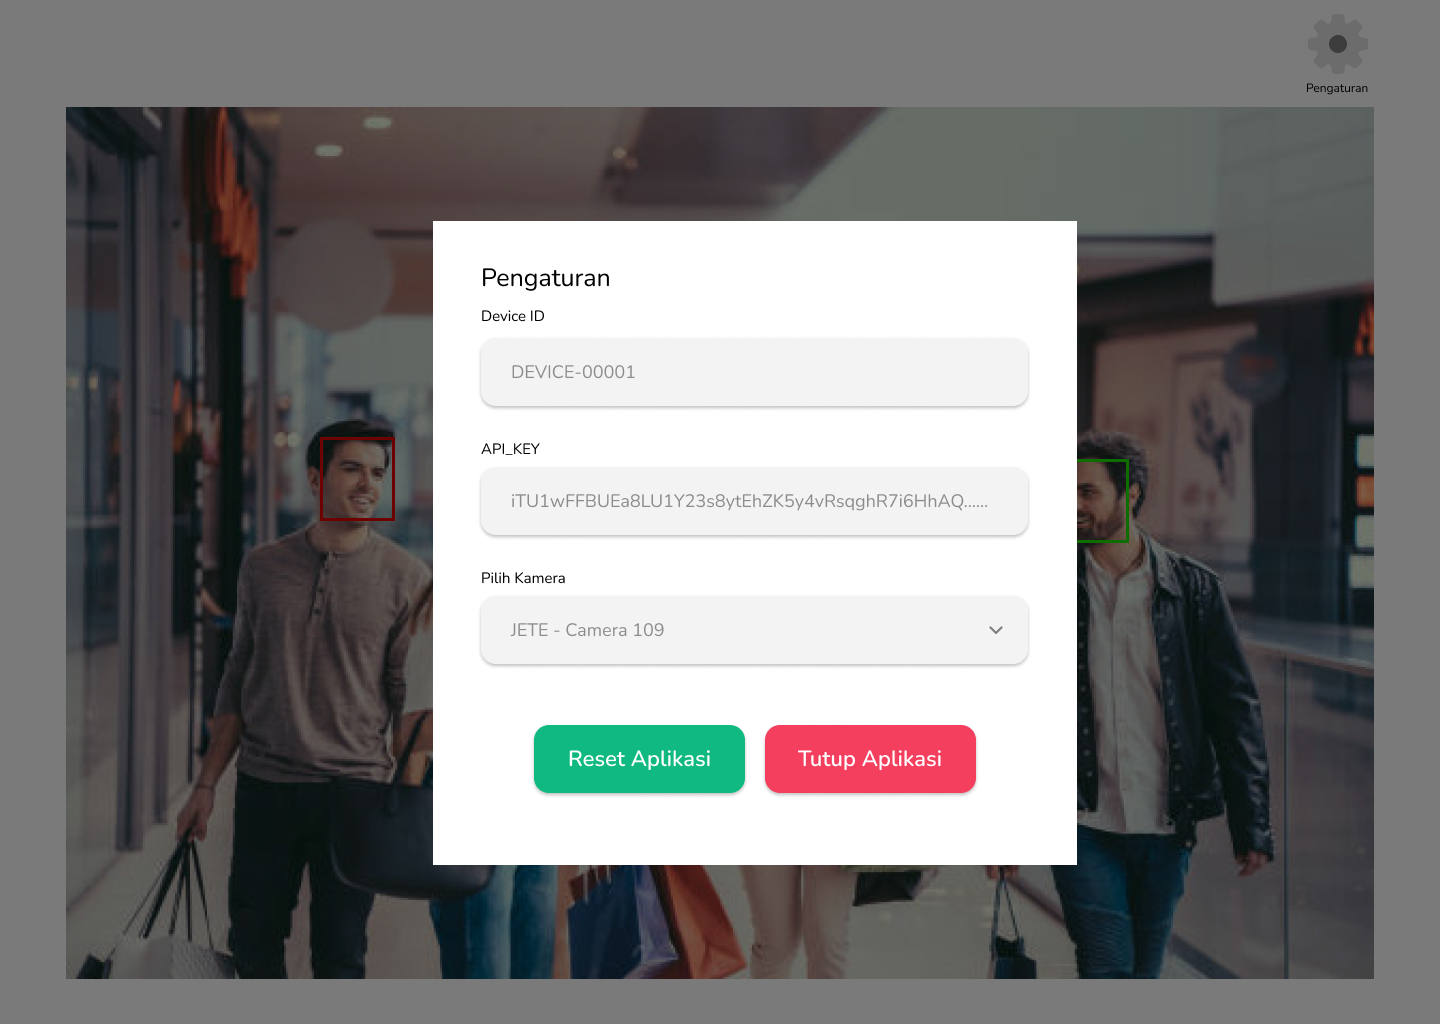 Pengaturan
Pengaturan
Device ID
DEVICE-00001
API_KEY
iTU1wFFBUEa8LU1Y23s8ytEhZK5y4vRsqghR7i6HhAQ......
Pilih Kamera
JETE - Camera 109
Reset Aplikasi
Tutup Aplikasi